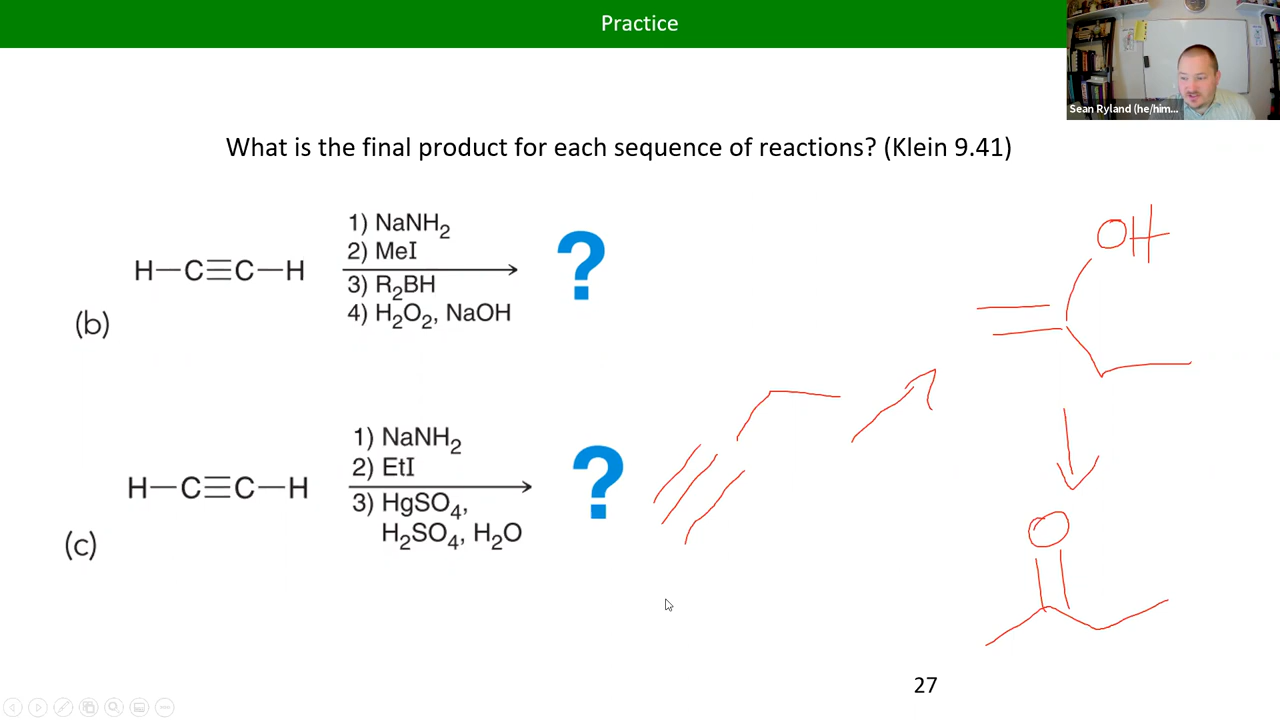 Practice
Sean Ryland (he/him...
What is the final product for each sequence of reactions? (Klein 9.41)
1) NaNH₂
2) MeI
H—C≡C—H
3) R₂BH
4) H₂O₂, NaOH
?
(b)
OH
1) NaNH₂
2) EtI
H—C≡C—H
3) HgSO₄,
H₂SO₄, H₂O
?
(c)
O
27